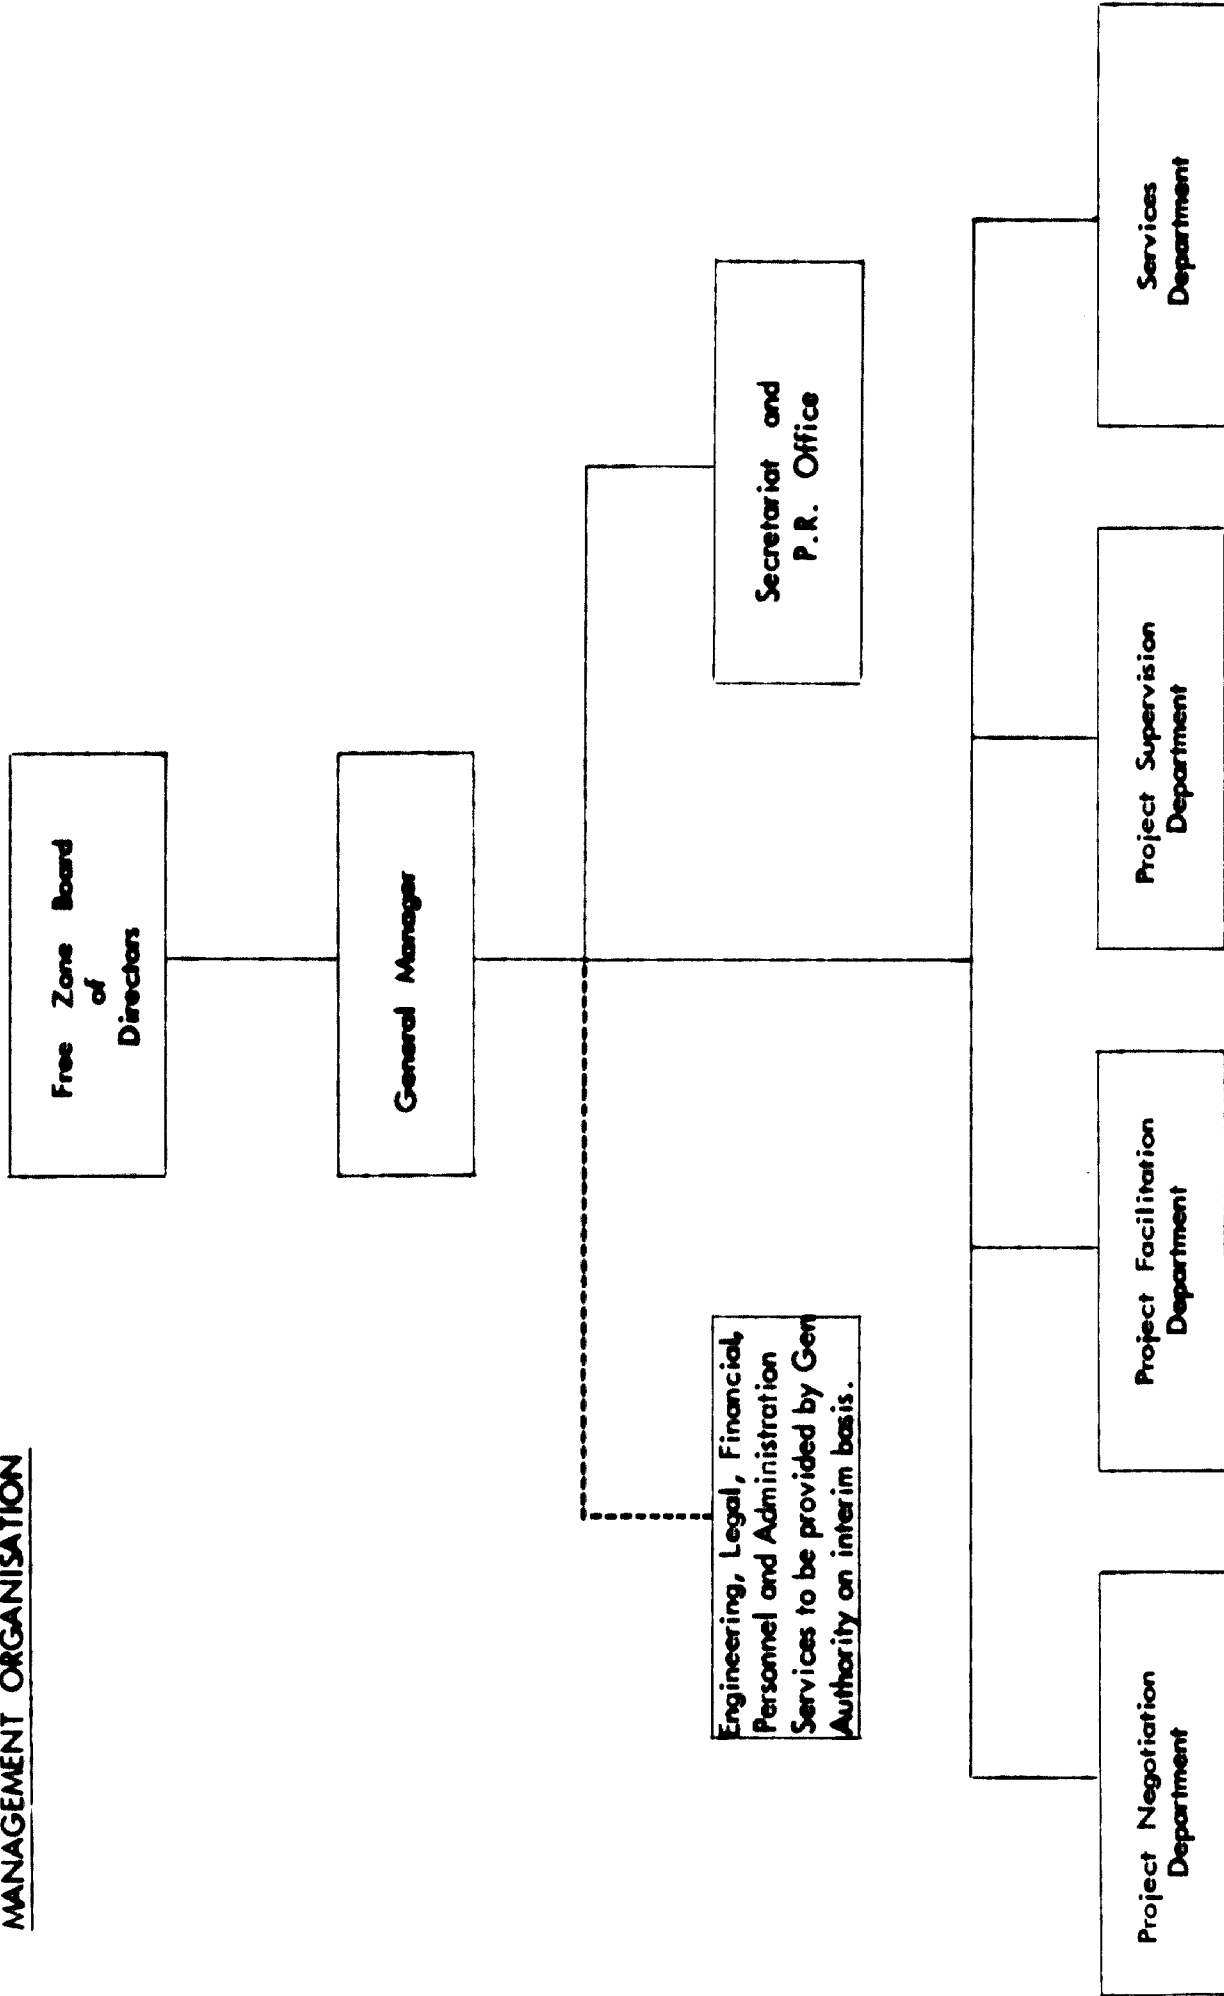 MANAGEMENT ORGANISATION
Free Zone Board
of
Directors
General Manager
Engineering, Legal, Financial,
Personnel and Administration
Services to be provided by Gen
Authority on interim basis.
Secretariat and
P.R. Office
Project Negotiation
Department
Project Facilitation
Department
Project Supervision
Department
Services
Department